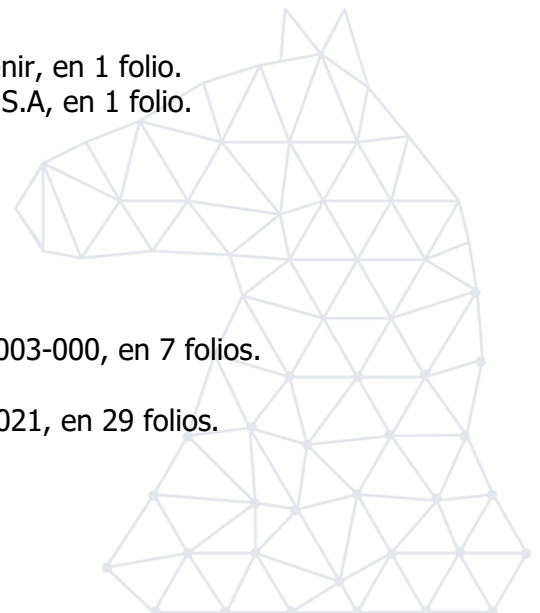 nir, en 1 folio.
S.A, en 1 folio.
003-000, en 7 folios.
021, en 29 folios.